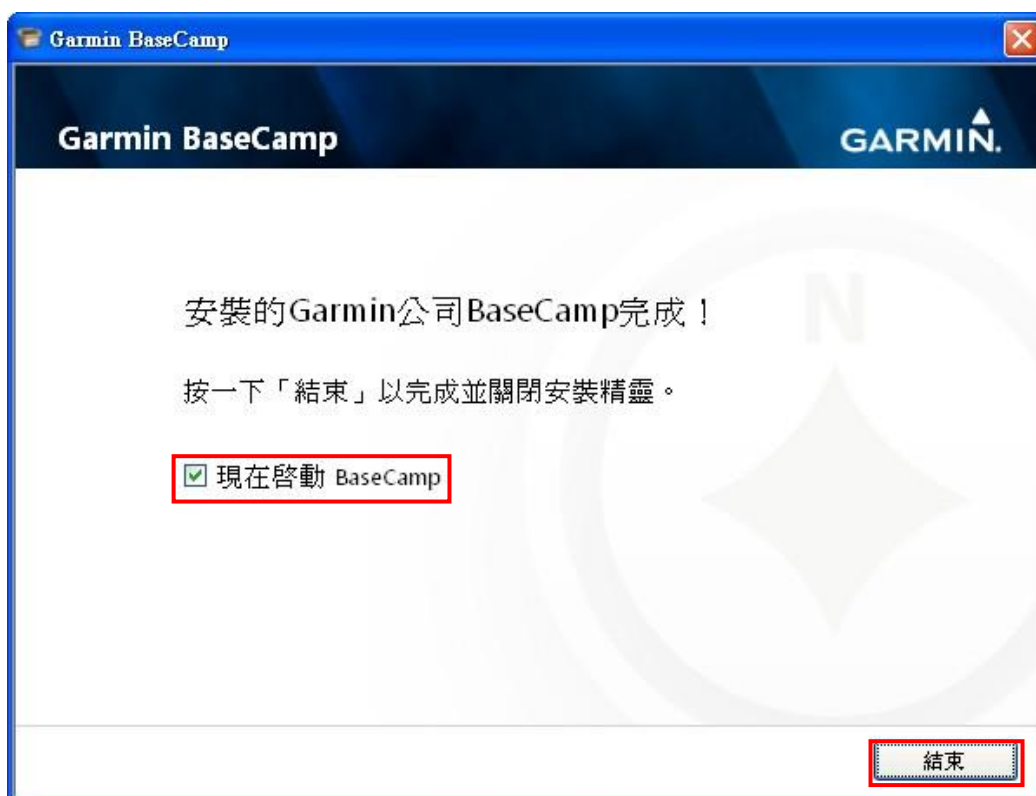 Garmin BaseCamp
Garmin BaseCamp
GARMIN.
N
安裝的Garmin公司BaseCamp完成！
按一下「結束」以完成並關閉安裝精靈。
現在啓動 BaseCamp
結束